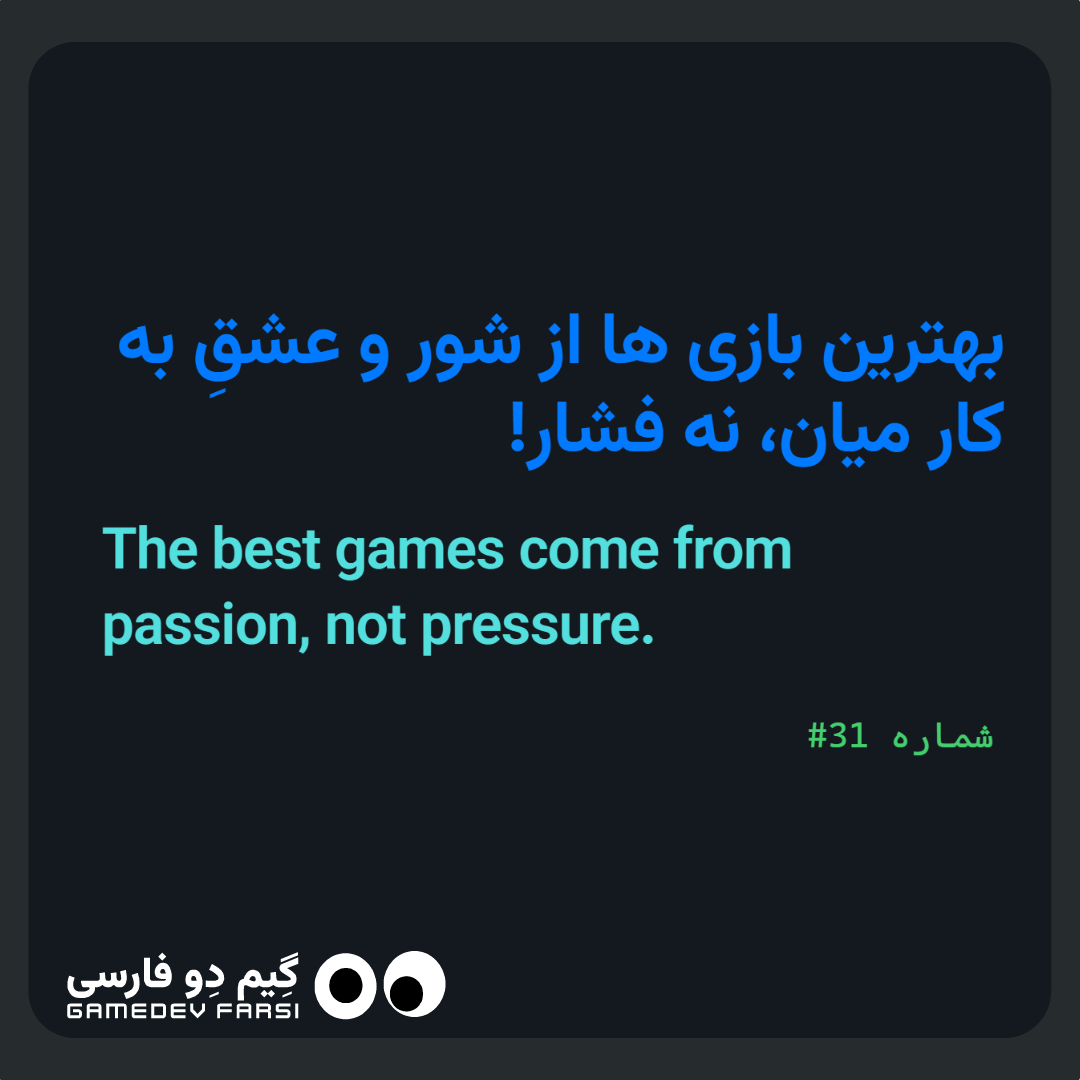 بهترین بازی ها از شور و عشقِ به
کار میان، نه فشار!
The best games come from
passion, not pressure.
شماره #31
گِیم دِو فارسی
GAMEDEV FARSI